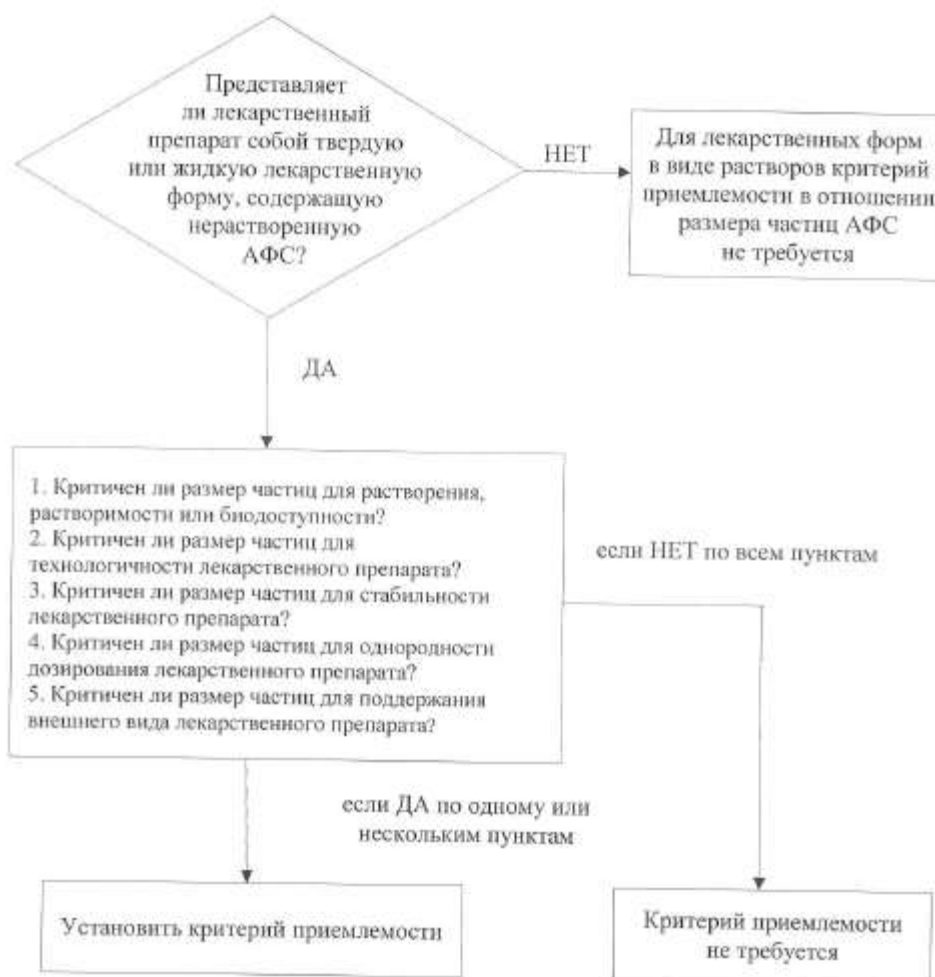 Представляет
ли лекарственный
препарат собой твердую
или жидкую лекарственную
форму, содержащую
нерастворенную
АФС?
НЕТ
Для лекарственных форм
в виде растворов критерий
приемлемости в отношении
размера частиц АФС
не требуется
ДА
1. Критичен ли размер частиц для растворения,
растворимости или биодоступности?
2. Критичен ли размер частиц для
технологичности лекарственного препарата?
3. Критичен ли размер частиц для стабильности
лекарственного препарата?
4. Критичен ли размер частиц для однородности
дозирования лекарственного препарата?
5. Критичен ли размер частиц для поддержания
внешнего вида лекарственного препарата?
если НЕТ по всем пунктам
если ДА по одному или
нескольким пунктам
Установить критерий приемлемости
Критерий приемлемости
не требуется